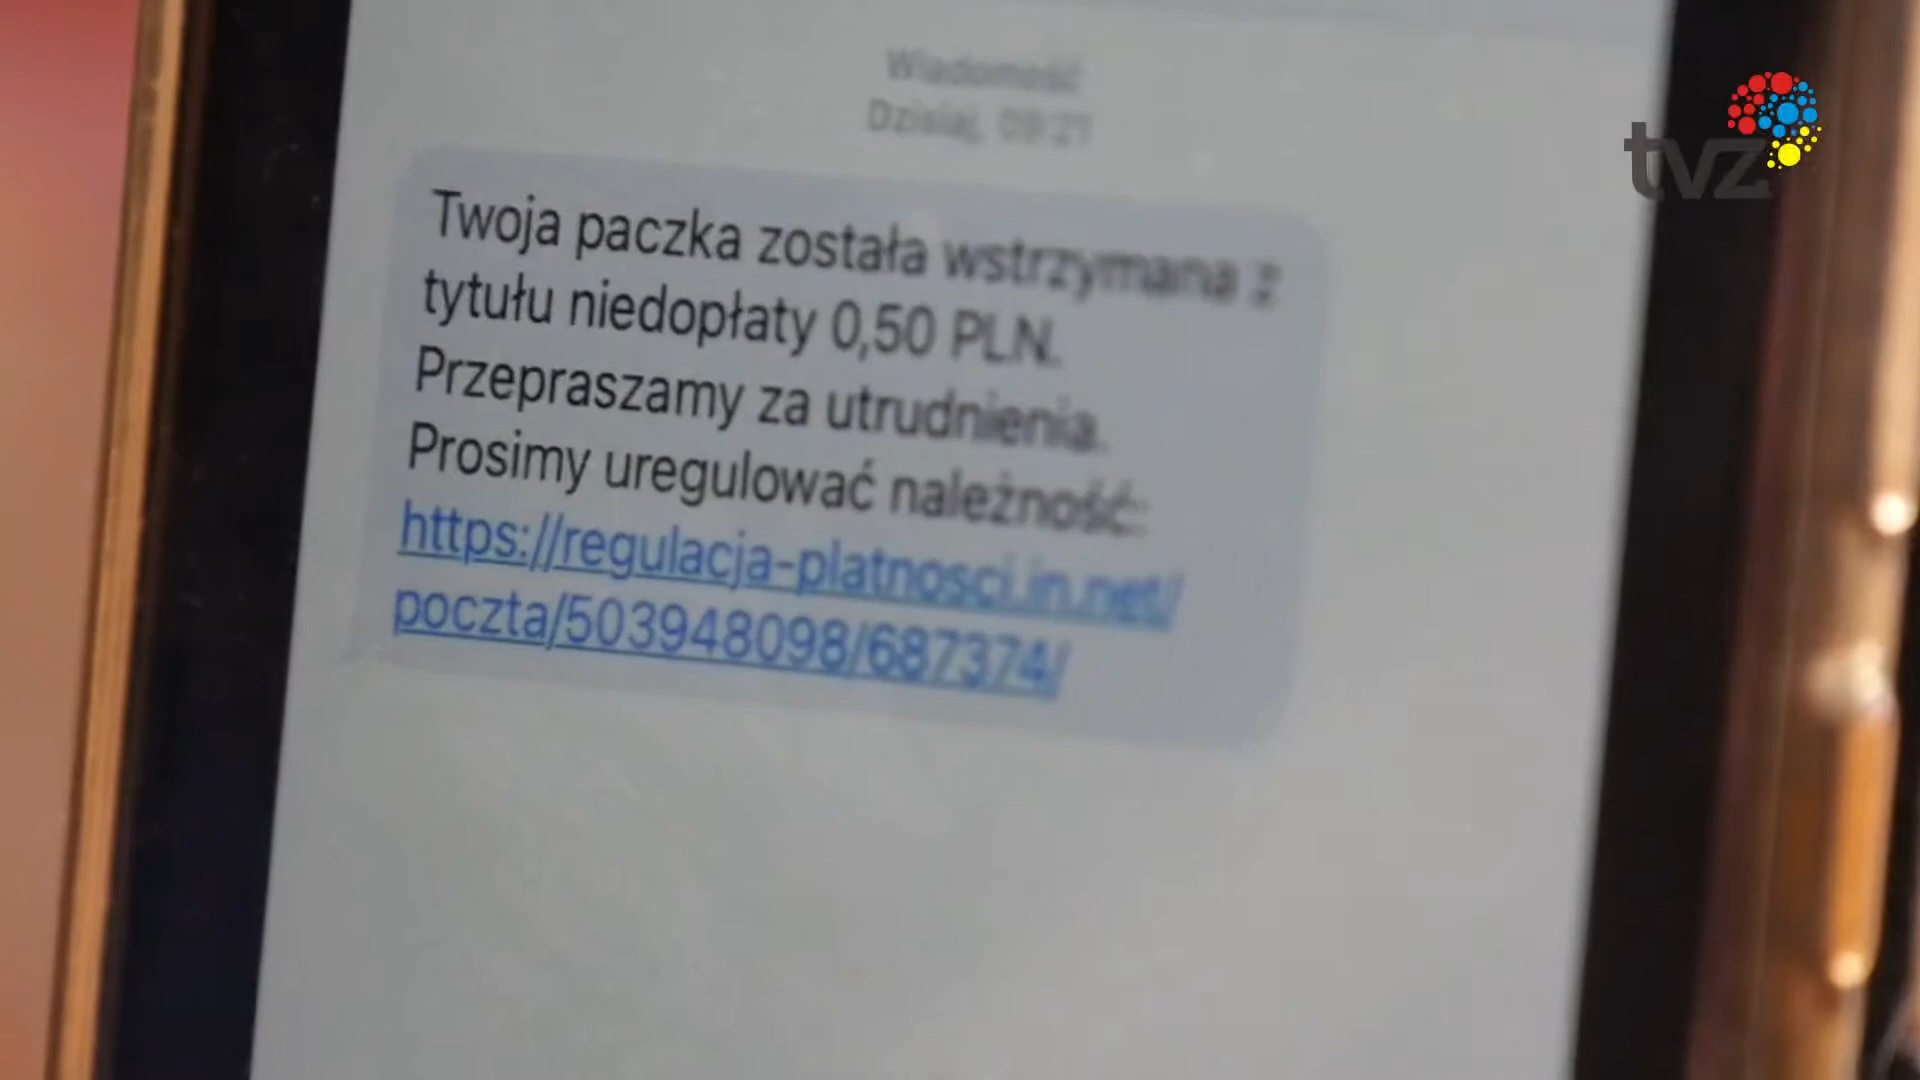 Wiadomość
Dzisiaj, 09:21
Twoja paczka została wstrzymana z
tytułu niedopłaty 0,50 PLN.
Przepraszamy za utrudnienia.
Prosimy uregulować należność:
https://regulacja-platnosci.in.net/
poczta/503948098/687374/
tvz